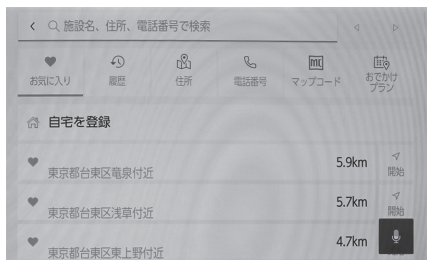 施設名、住所、電話番号で検索
お気に入り 履歴 住所 電話番号 マップコード おでかけ
プラン
自宅を登録
5.9km
東京都台東区竜泉付近 開始
5.7km
東京都台東区浅草付近 開始
4.7km
東京都台東区東上野付近